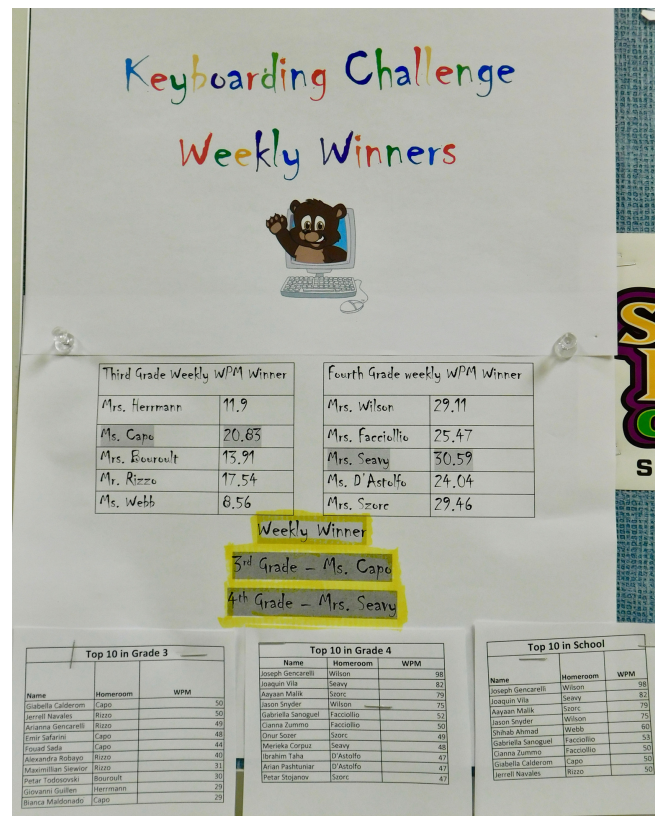 Keyboarding Challenge
Weekly Winners
Third Grade Weekly WPM Winner
Mrs. Herrmann 11.9
Ms. Capo 20.83
Mrs. Bouroult 13.91
Mr. Rizzo 17.54
Ms. Webb 8.56
Fourth Grade weekly WPM Winner
Mrs. Wilson 29.11
Mrs. Facciollio 25.47
Mrs. Seavy 30.59
Ms. D'Astolfo 24.04
Mrs. Szorc 29.46
Weekly Winner
3rd Grade – Ms. Capo
4th Grade – Mrs. Seavy
Top 10 in Grade 3
Name Homeroom WPM
Giabella Calderom Capo 50
Jerrell Navales Rizzo 50
Arianna Gencarelli Rizzo 49
Emir Safarini Capo 48
Fouad Sada Capo 44
Alexandra Robayo Rizzo 40
Maximillian Siewior Rizzo 31
Petar Todosovski Bouroult 30
Giovanni Guillen Herrmann 29
Bianca Maldonado Capo 29
Top 10 in Grade 4
Name Homeroom WPM
Joseph Gencarelli Wilson 98
Joaquin Vila Seavy 82
Aayaan Malik Szorc 79
Jason Snyder Wilson 75
Gabriella Sanoguel Facciollio 52
Cianna Zummo Facciollio 50
Onur Sozer Szorc 49
Merieka Corpuz Seavy 48
Ibrahim Taha D'Astolfo 47
Arian Pashtuniar D'Astolfo 47
Petar Stojanov Szorc 47
Top 10 in School
Name Homeroom WPM
Joseph Gencarelli Wilson 98
Joaquin Vila Seavy 82
Aayaan Malik Szorc 79
Jason Snyder Wilson 75
Shihab Ahmad Webb 60
Gabriella Sanoguel Facciollio 53
Cianna Zummo Facciollio 50
Giabella Calderom Capo 50
Jerrell Navales Rizzo 50